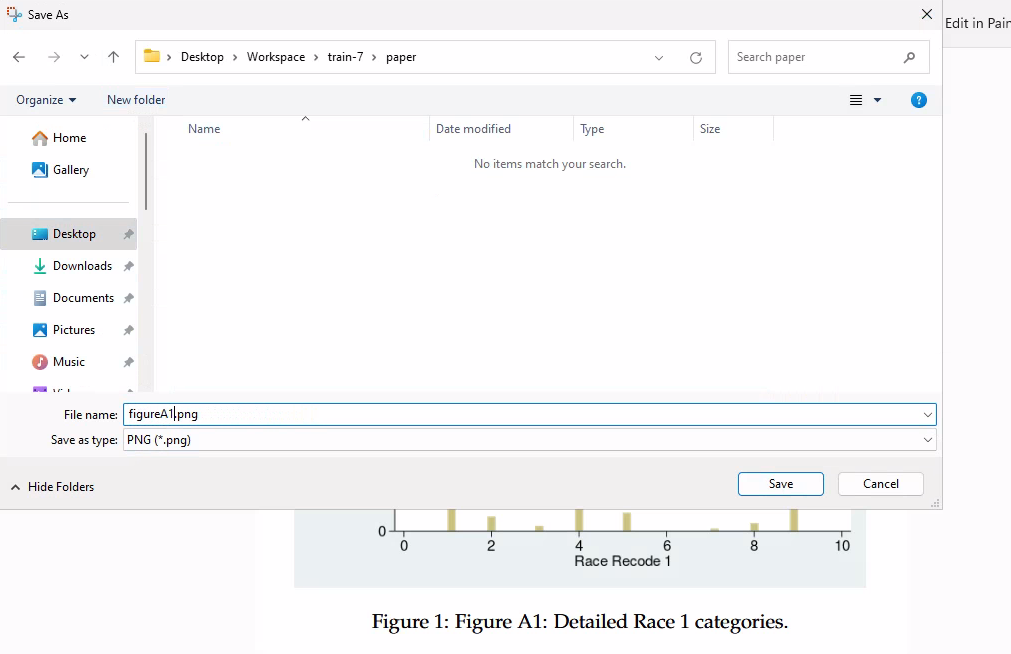 Save As
Edit in Pain
Desktop Workspace train-7 paper
Search paper
Organize New folder
?
Name Date modified Type Size
No items match your search.
Home
Gallery
Desktop
Downloads
Documents
Pictures
Music
File name: figureA1.png
Save as type: PNG (*.png)
Hide Folders
Save Cancel
0
0 2 4 6 8 10
Race Recode 1
Figure 1: Figure A1: Detailed Race 1 categories.